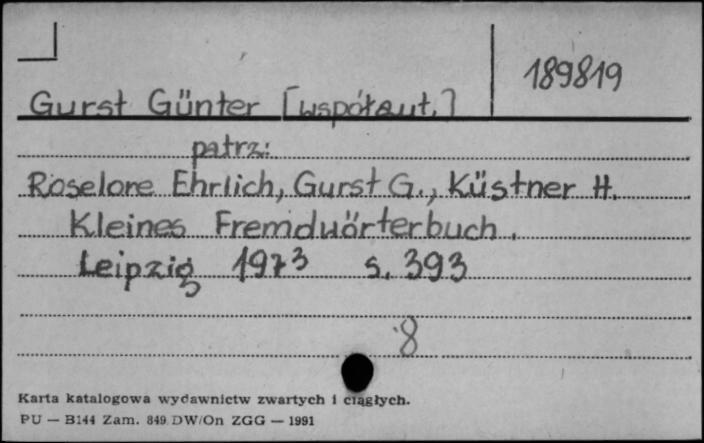 189819
Gurst Günter [współaut.]
patrz:
Roselore Ehrlich, Gurst G., Küstner H.
Kleines Fremdwörterbuch.
Leipzig 1973 s. 393
8
Karta katalogowa wydawnictw zwartych i ciągłych.
PU — B144 Zam. 849 DW/On ZGG — 1991